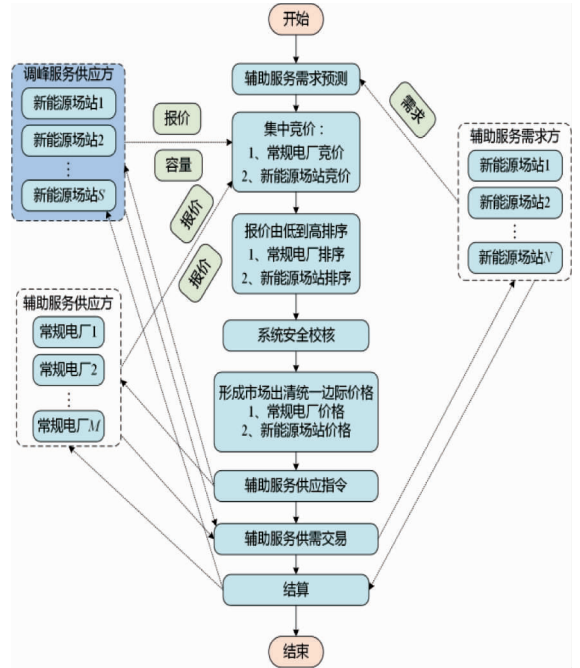 开始
辅助服务需求预测
调峰服务供应方
新能源场站1
新能源场站2
⋮
新能源场站S
报价
容量
报价
报价
需求
集中竞价：
1、常规电厂竞价
2、新能源场站竞价
辅助服务需求方
新能源场站1
新能源场站2
⋮
新能源场站N
报价由低到高排序
1、常规电厂排序
2、新能源场站排序
辅助服务供应方
常规电厂1
常规电厂2
⋮
常规电厂M
系统安全校核
形成市场出清统一边际价格
1、常规电厂价格
2、新能源场站价格
辅助服务供应指令
辅助服务供需交易
结算
结束